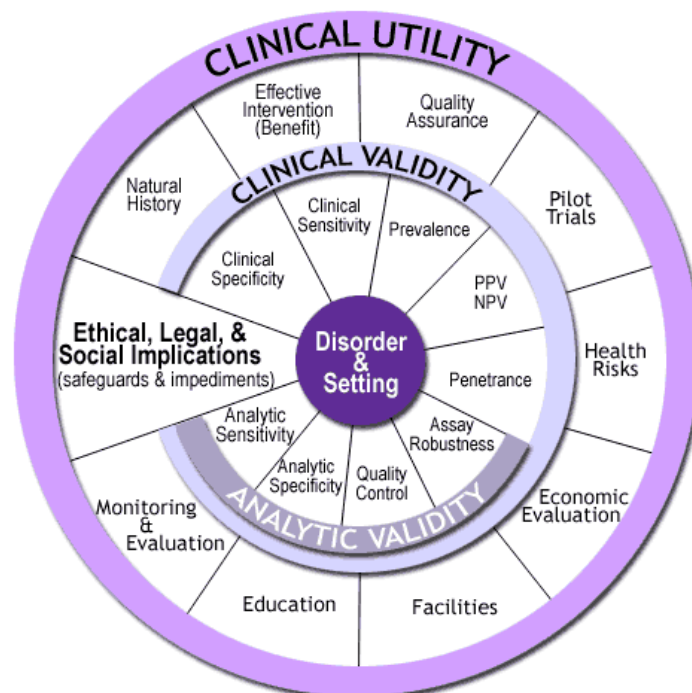 CLINICAL UTILITY
Effective
Intervention
(Benefit)
Quality
Assurance
Natural
History
Pilot
Trials
CLINICAL VALIDITY
Clinical
Sensitivity
Prevalence
Clinical
Specificity
PPV
NPV
Ethical, Legal, &
Social Implications
(safeguards & impediments)
Disorder
&
Setting
Health
Risks
Penetrance
Analytic
Sensitivity
Assay
Robustness
Analytic
Specificity
Quality
Control
ANALYTIC VALIDITY
Monitoring
&
Evaluation
Economic
Evaluation
Education
Facilities